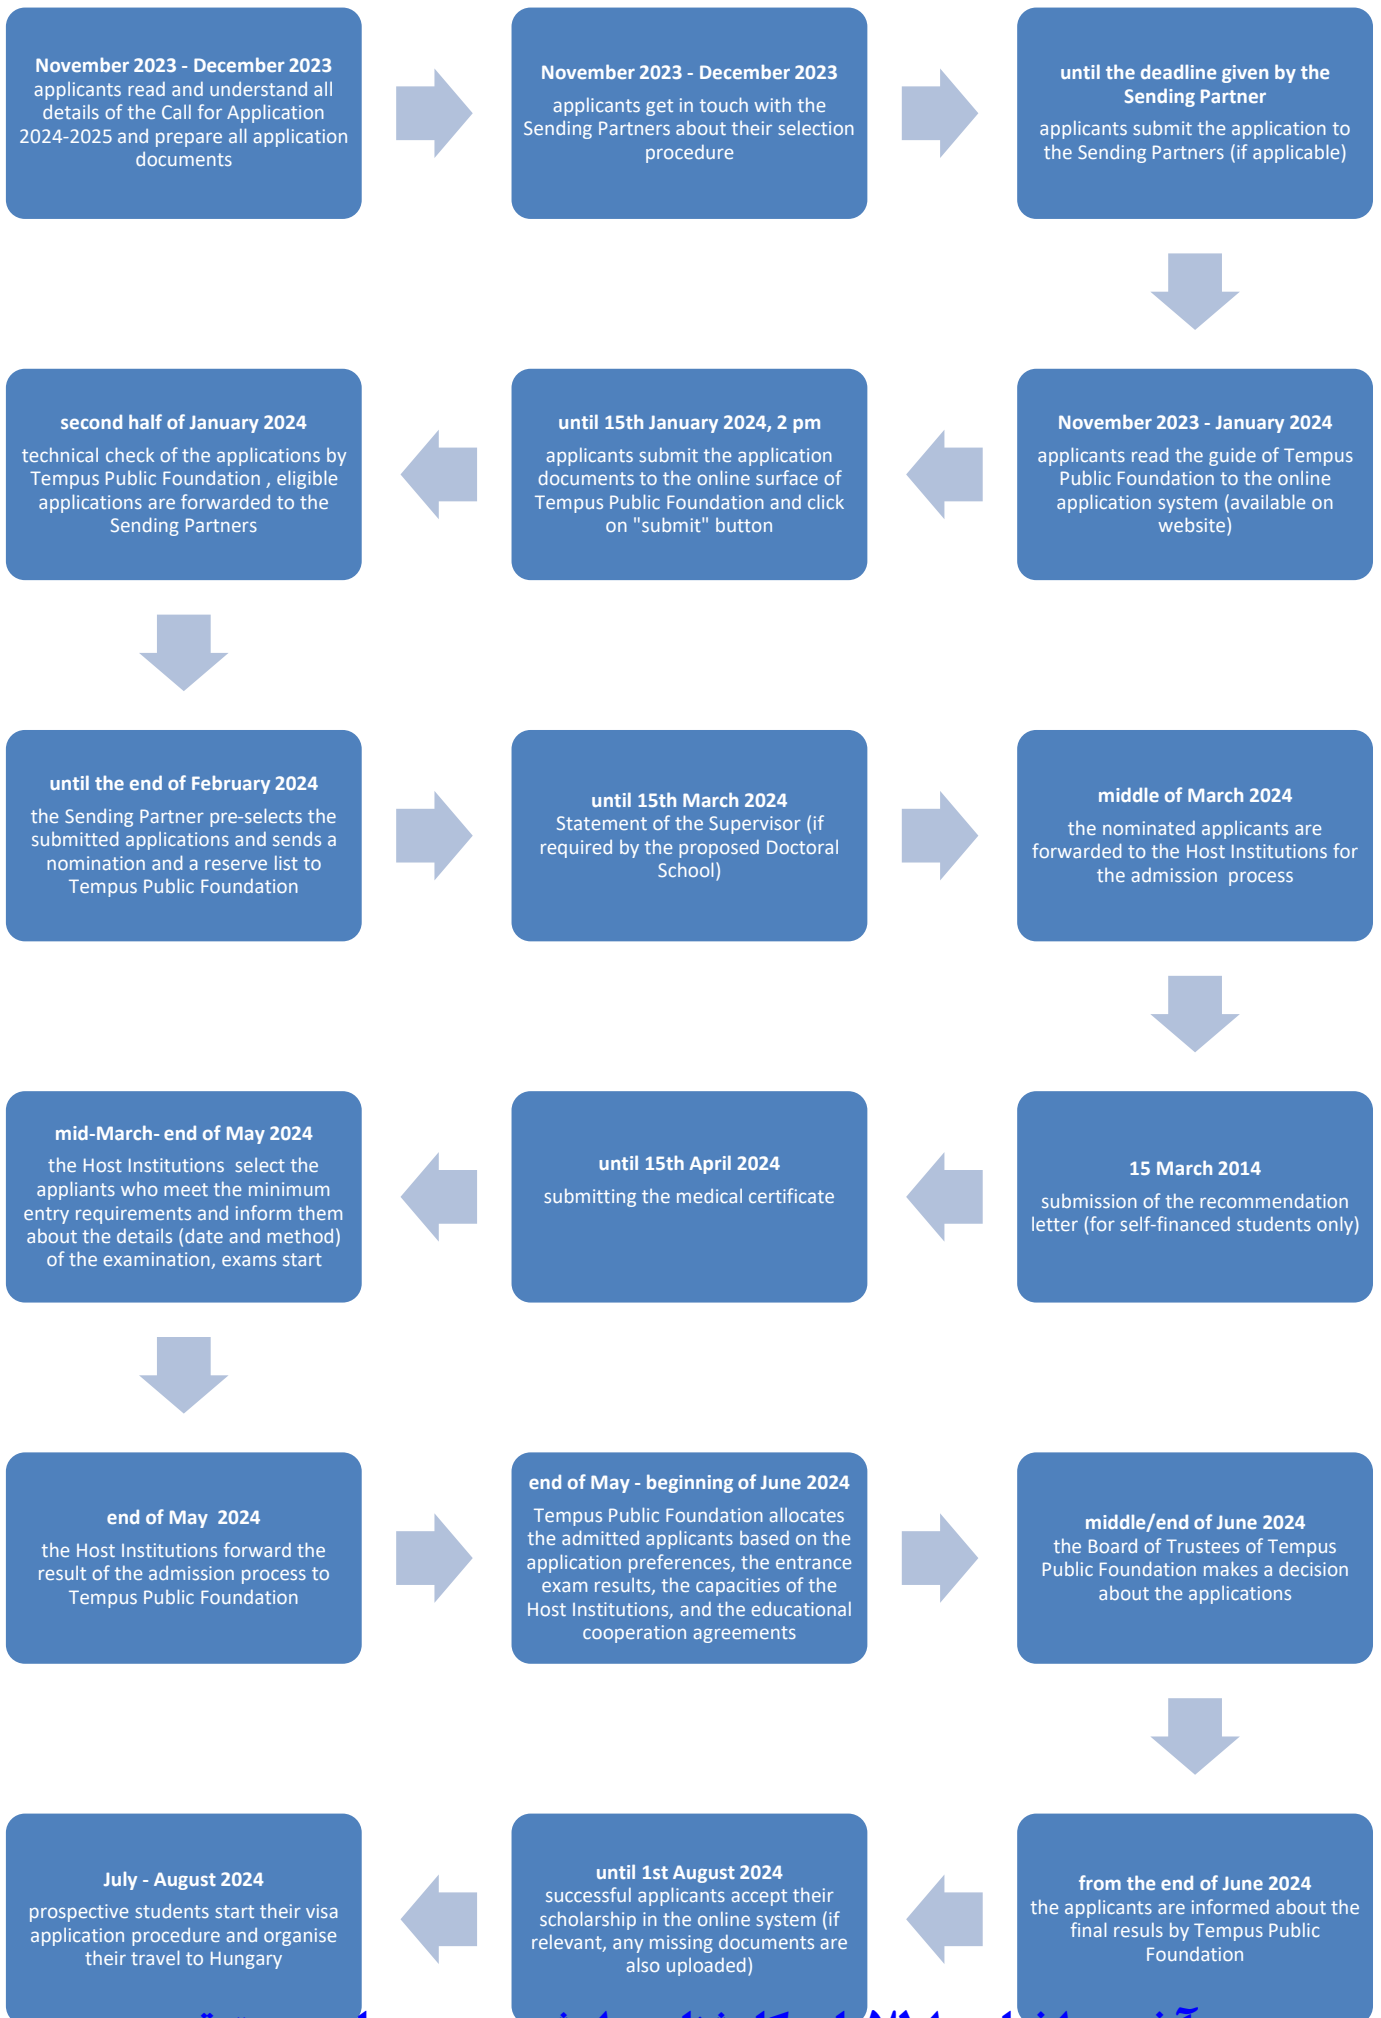 November 2023 - December 2023
applicants read and understand all
details of the Call for Application
2024-2025 and prepare all application
documents
November 2023 - December 2023
applicants get in touch with the
Sending Partners about their selection
procedure
until the deadline given by the
Sending Partner
applicants submit the application to
the Sending Partners (if applicable)
November 2023 - January 2024
applicants read the guide of Tempus
Public Foundation to the online
application system (available on
website)
until 15th January 2024, 2 pm
applicants submit the application
documents to the online surface of
Tempus Public Foundation and click
on "submit" button
second half of January 2024
technical check of the applications by
Tempus Public Foundation , eligible
applications are forwarded to the
Sending Partners
until the end of February 2024
the Sending Partner pre-selects the
submitted applications and sends a
nomination and a reserve list to
Tempus Public Foundation
until 15th March 2024
Statement of the Supervisor (if
required by the proposed Doctoral
School)
middle of March 2024
the nominated applicants are
forwarded to the Host Institutions for
the admission process
15 March 2014
submission of the recommendation
letter (for self-financed students only)
until 15th April 2024
submitting the medical certificate
mid-March- end of May 2024
the Host Institutions select the
appliants who meet the minimum
entry requirements and inform them
about the details (date and method)
of the examination, exams start
end of May 2024
the Host Institutions forward the
result of the admission process to
Tempus Public Foundation
end of May - beginning of June 2024
Tempus Public Foundation allocates
the admitted applicants based on the
application preferences, the entrance
exam results, the capacities of the
Host Institutions, and the educational
cooperation agreements
middle/end of June 2024
the Board of Trustees of Tempus
Public Foundation makes a decision
about the applications
from the end of June 2024
the applicants are informed about the
final resuls by Tempus Public
Foundation
until 1st August 2024
successful applicants accept their
scholarship in the online system (if
relevant, any missing documents are
also uploaded)
July - August 2024
prospective students start their visa
application procedure and organise
their travel to Hungary